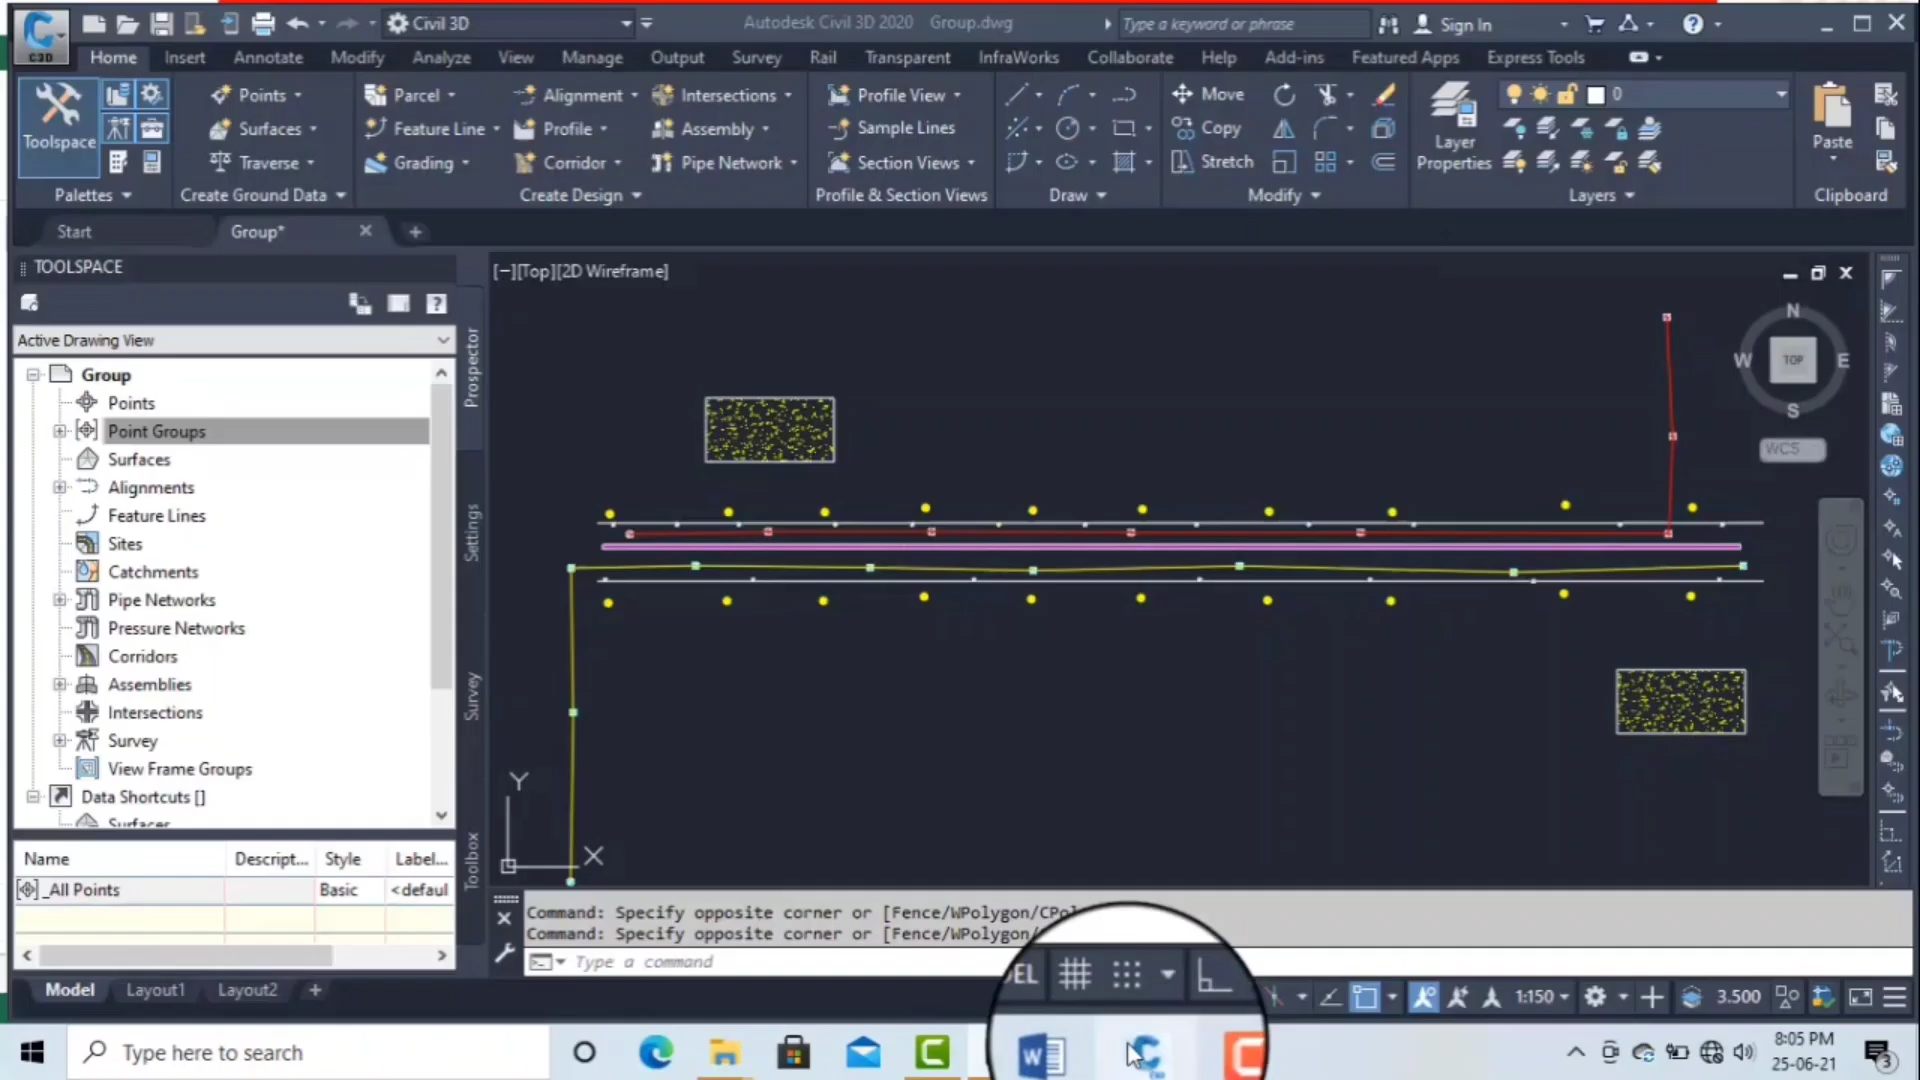 C3D
Civil 3D
Autodesk Civil 3D 2020 Group.dwg
Type a keyword or phrase
Sign In
Home Insert Annotate Modify Analyze View Manage Output Survey Rail Transparent InfraWorks Collaborate Help Add-ins Featured Apps Express Tools
Points Parcel Alignment Intersections Profile View Move 0
Toolspace Surfaces Feature Line Profile Assembly Sample Lines Copy Layer Properties Paste
Traverse Grading Corridor Pipe Network Section Views Stretch
Palettes Create Ground Data Create Design Profile & Section Views Draw Modify Layers Clipboard
Start Group*
TOOLSPACE
[−][Top][2D Wireframe]
Active Drawing View
Group
Points
Point Groups
Surfaces
Alignments
Feature Lines
Sites
Catchments
Pipe Networks
Pressure Networks
Corridors
Assemblies
Intersections
Survey
View Frame Groups
Data Shortcuts []
Surfaces
Prospector
Settings
Survey
Toolbox
N
W TOP E
S
WCS
Y
X
Name Descript... Style Label...
_All Points Basic <defaul
Command: Specify opposite corner or [Fence/WPolygon/CPol
Command: Specify opposite corner or [Fence/WPolygon/
Type a command
Model Layout1 Layout2 +
EL
1:150
3.500
Type here to search
8:05 PM
25-06-21
3